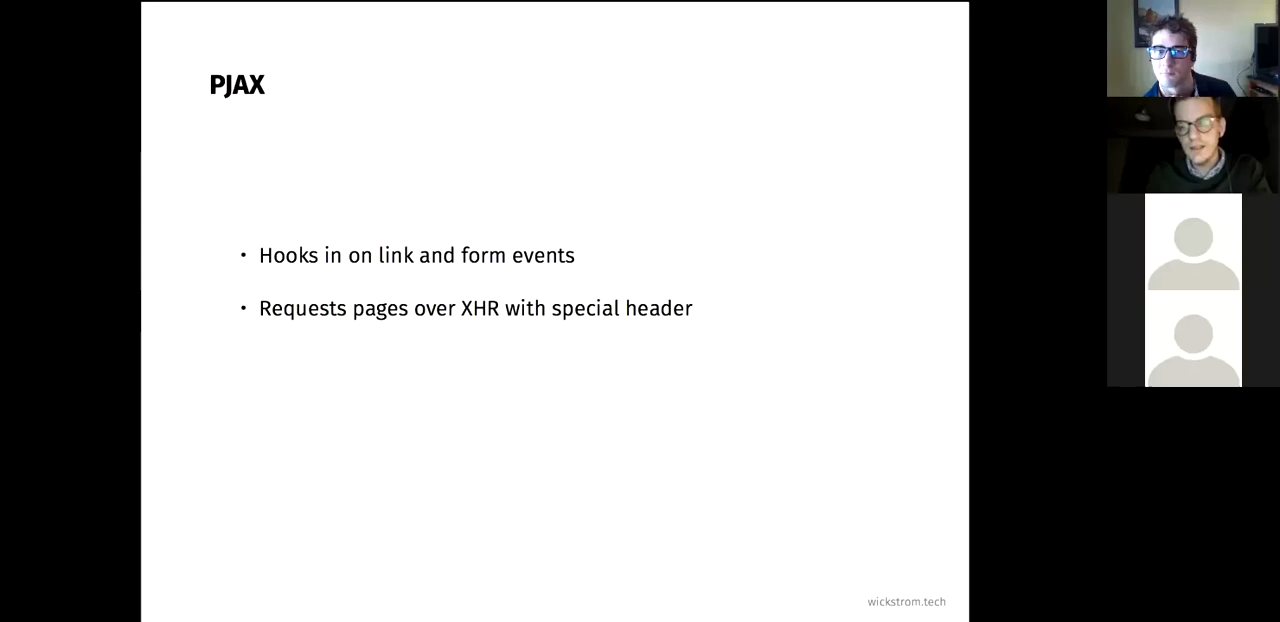 PJAX
• Hooks in on link and form events
• Requests pages over XHR with special header
wickstrom.tech